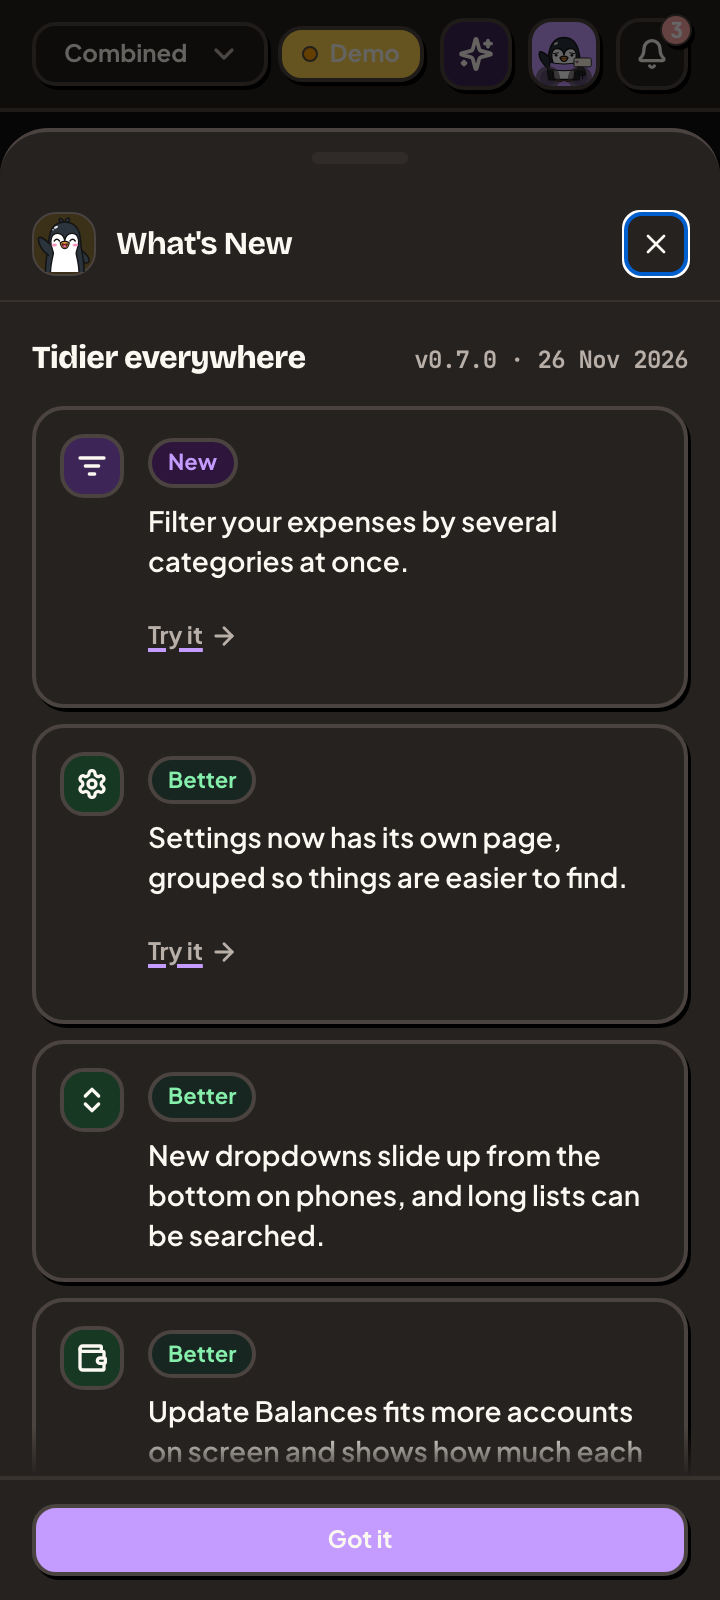 Combined
Demo
3
What's New
Tidier everywhere
v0.7.0 · 26 Nov 2026
New
Filter your expenses by several
categories at once.
Try it →
Better
Settings now has its own page,
grouped so things are easier to find.
Try it →
Better
New dropdowns slide up from the
bottom on phones, and long lists can
be searched.
Better
Update Balances fits more accounts
on screen and shows how much each
Got it